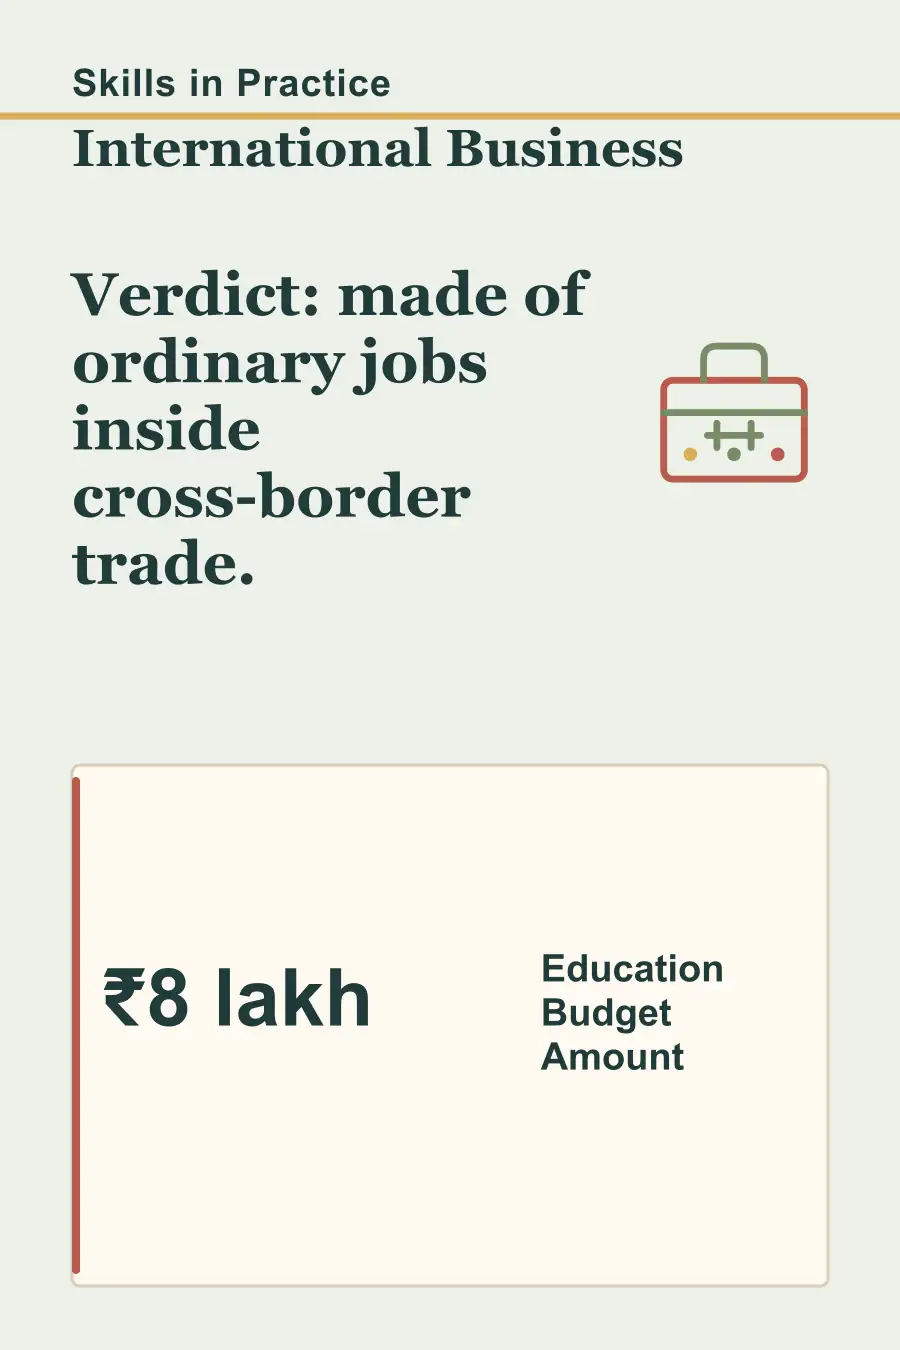 Skills in Practice
International Business
Verdict: made of
ordinary jobs
inside
cross-border
trade.
₹8 lakh
Education
Budget
Amount